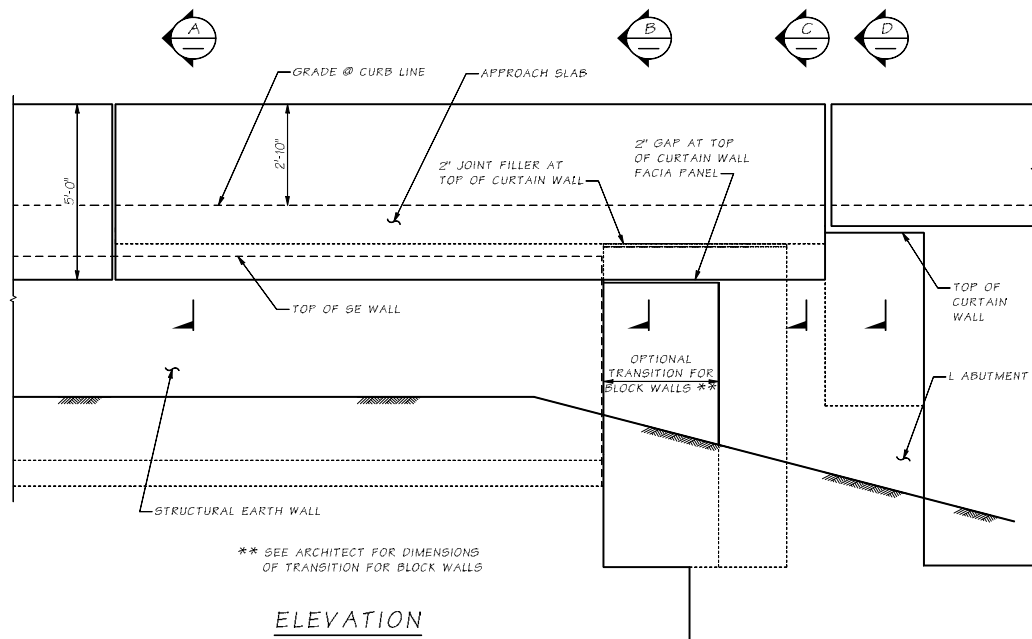 A
B
C
D
GRADE @ CURB LINE
APPROACH SLAB
5'-0"
2'-10"
2" JOINT FILLER AT
TOP OF CURTAIN WALL
2" GAP AT TOP
OF CURTAIN WALL
FACIA PANEL
TOP OF SE WALL
TOP OF
CURTAIN
WALL
OPTIONAL
TRANSITION FOR
BLOCK WALLS **
L ABUTMENT
STRUCTURAL EARTH WALL
** SEE ARCHITECT FOR DIMENSIONS
OF TRANSITION FOR BLOCK WALLS
ELEVATION